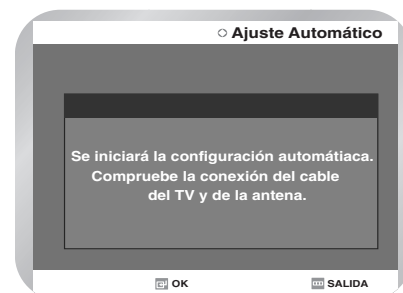 Ajuste Automático
Se iniciará la configuración automátiaca.
Compruebe la conexión del cable
del TV y de la antena.
OK SALIDA